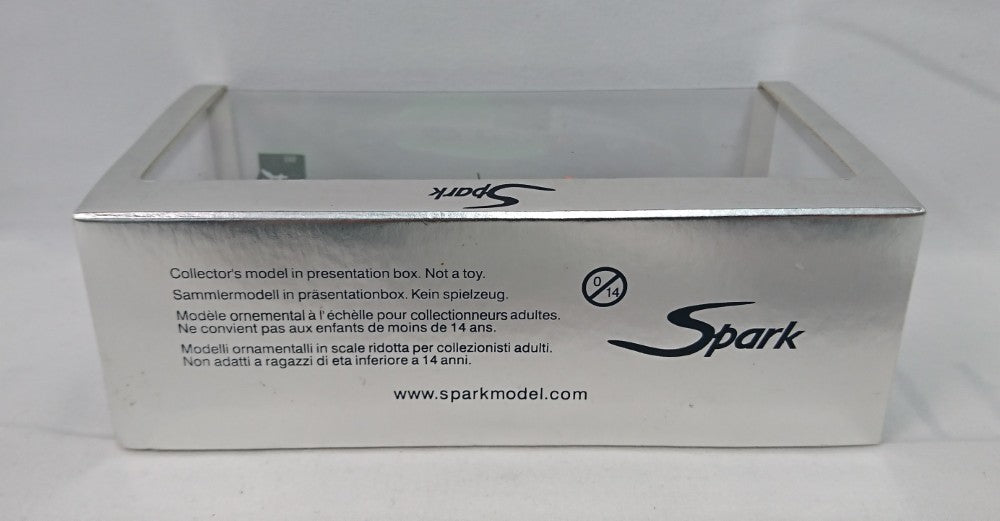 Spark
Collector's model in presentation box. Not a toy.
Sammlermodell in präsentationbox. Kein spielzeug.
Modèle ornemental à l'échèlle pour collectionneurs adultes.
Ne convient pas aux enfants de moins de 14 ans.
Modelli ornamentalli in scale ridotta per collezionisti adulti.
Non adatti a ragazzi di eta inferiore a 14 anni.
0/14
Spark
www.sparkmodel.com